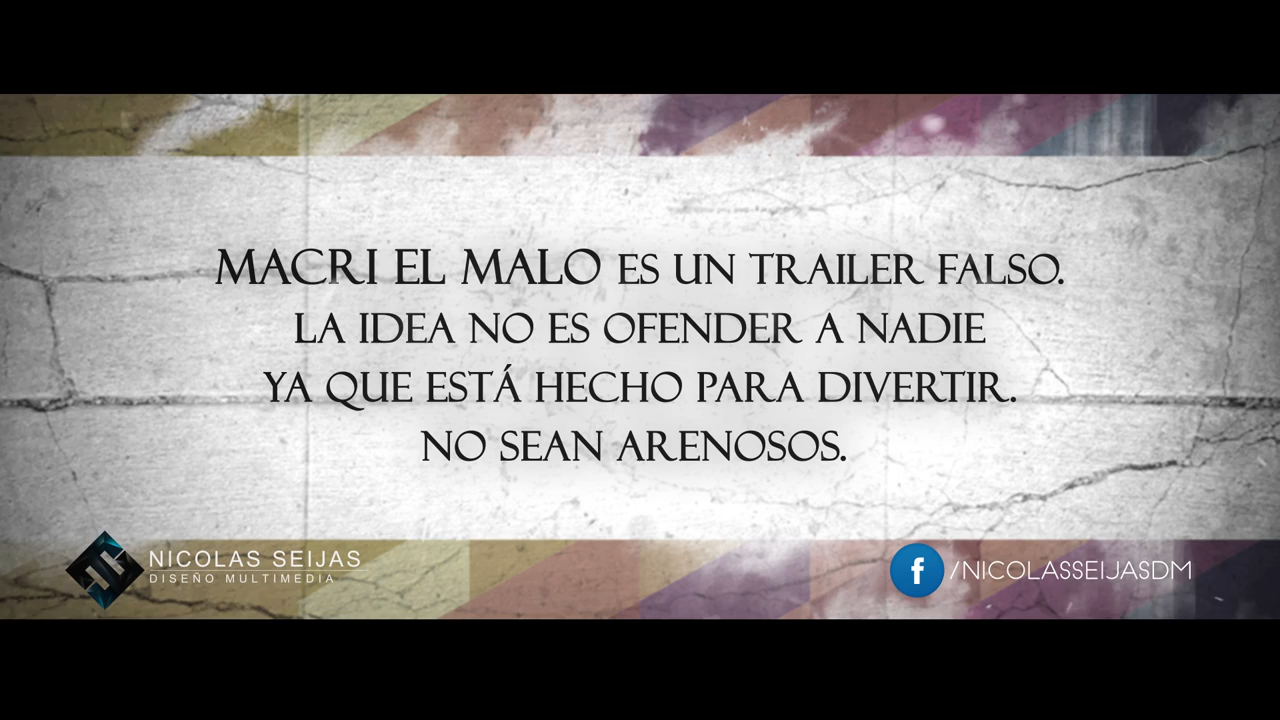 MACRI EL MALO ES UN TRAILER FALSO.
LA IDEA NO ES OFENDER A NADIE
YA QUE ESTÁ HECHO PARA DIVERTIR.
NO SEAN ARENOSOS.
NICOLAS SEIJAS
DISEÑO MULTIMEDIA
f /NICOLASSEIJASDM